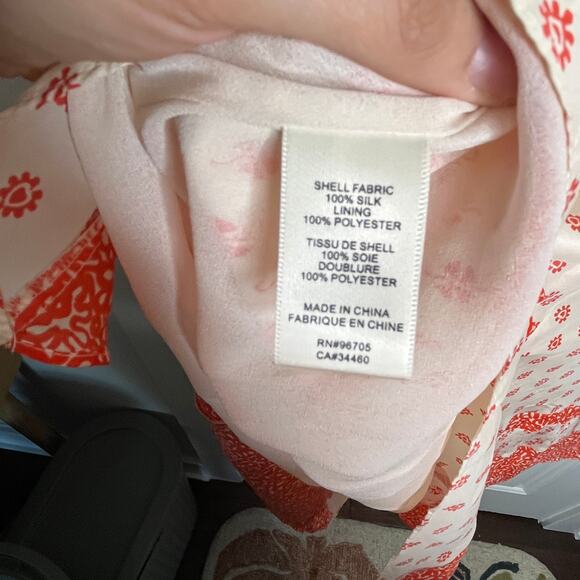 SHELL FABRIC
100% SILK
LINING
100% POLYESTER
TISSU DE SHELL
100% SOIE
DOUBLURE
100% POLYESTER
MADE IN CHINA
FABRIQUE EN CHINE
RN#96705
CA#34460